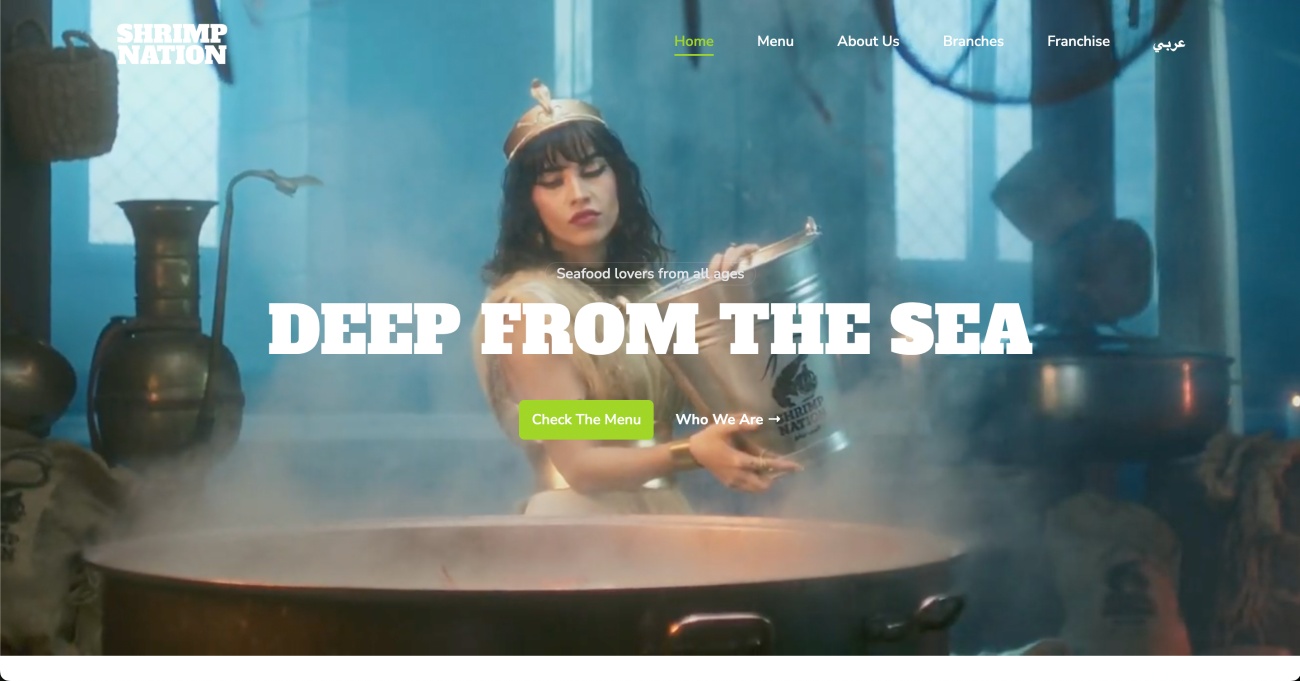 SHRIMP
NATION
Home Menu About Us Branches Franchise عربي
Seafood lovers from all ages
DEEP FROM THE SEA
Check The Menu Who We Are →
SHRIMP
NATION